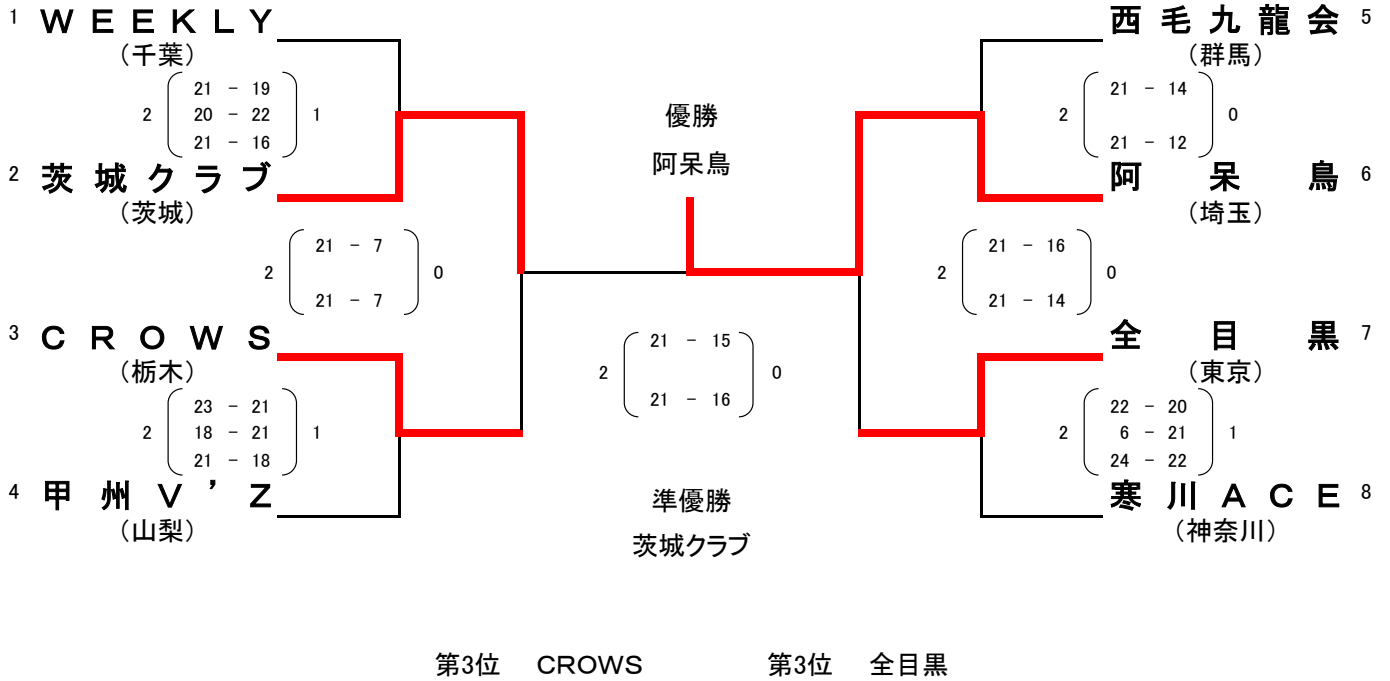 1 WEEKLY
(千葉)
21 - 19
2 20 - 22 1
21 - 16
2 茨城クラブ
(茨城)
21 - 7
2 0
21 - 7
3 CROWS
(栃木)
23 - 21
2 18 - 21 1
21 - 18
4 甲州V'Z
(山梨)
優勝
阿呆鳥
21 - 15
2 0
21 - 16
準優勝
茨城クラブ
西毛九龍会 5
(群馬)
21 - 14
2 0
21 - 12
阿呆鳥 6
(埼玉)
21 - 16
2 0
21 - 14
全目黒 7
(東京)
22 - 20
2 6 - 21 1
24 - 22
寒川ACE 8
(神奈川)
第3位 CROWS 第3位 全目黒